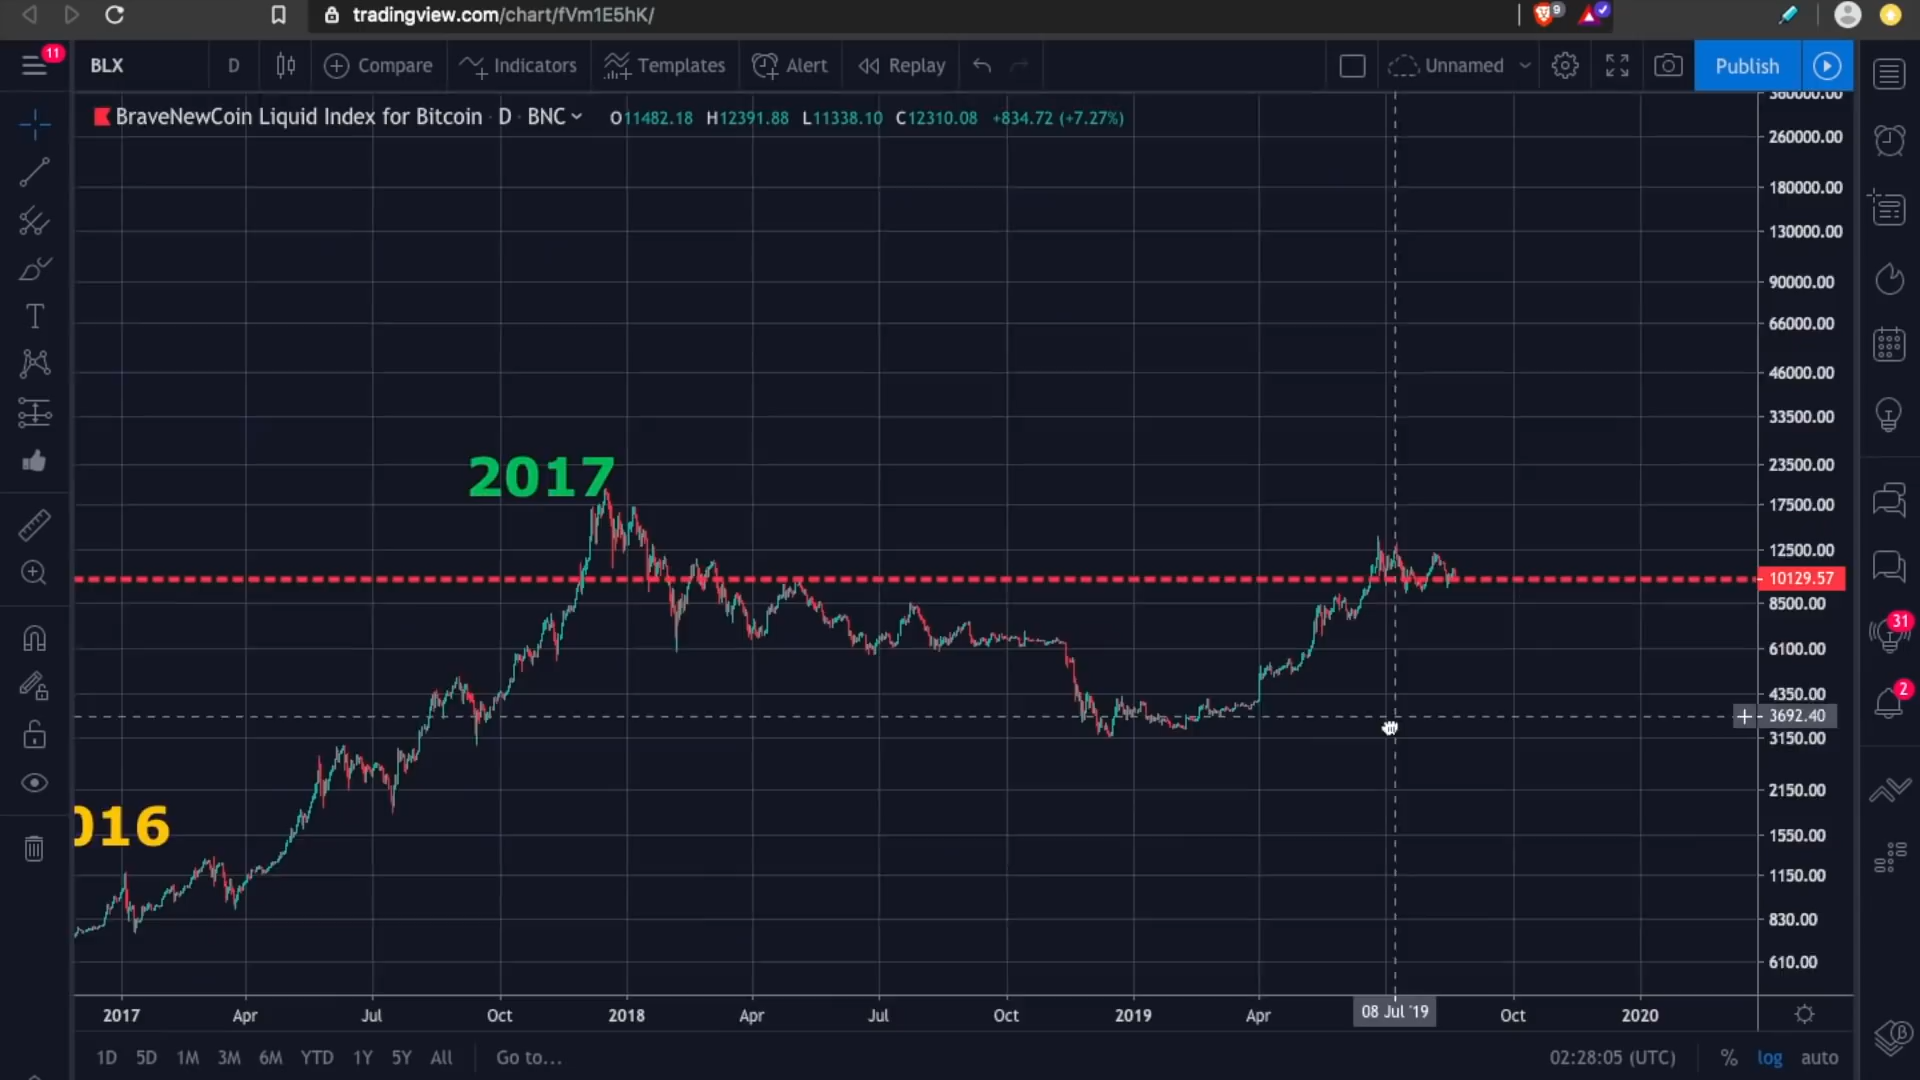 tradingview.com/chart/fVm1E5hK/
9
11
BLX
D
Compare
Indicators
Templates
Alert
Replay
Unnamed
Publish
BraveNewCoin Liquid Index for Bitcoin · D · BNC
O11482.18 H12391.88 L11338.10 C12310.08 +834.72 (+7.27%)
360000.00
260000.00
180000.00
130000.00
90000.00
66000.00
46000.00
33500.00
23500.00
17500.00
12500.00
10129.57
8500.00
6100.00
4350.00
3692.40
3150.00
2150.00
1550.00
1150.00
830.00
610.00
2017
016
31
2
2017 Apr Jul Oct 2018 Apr Jul Oct 2019 Apr 08 Jul '19 Oct 2020
1D 5D 1M 3M 6M YTD 1Y 5Y All Go to... 02:28:05 (UTC) % log auto